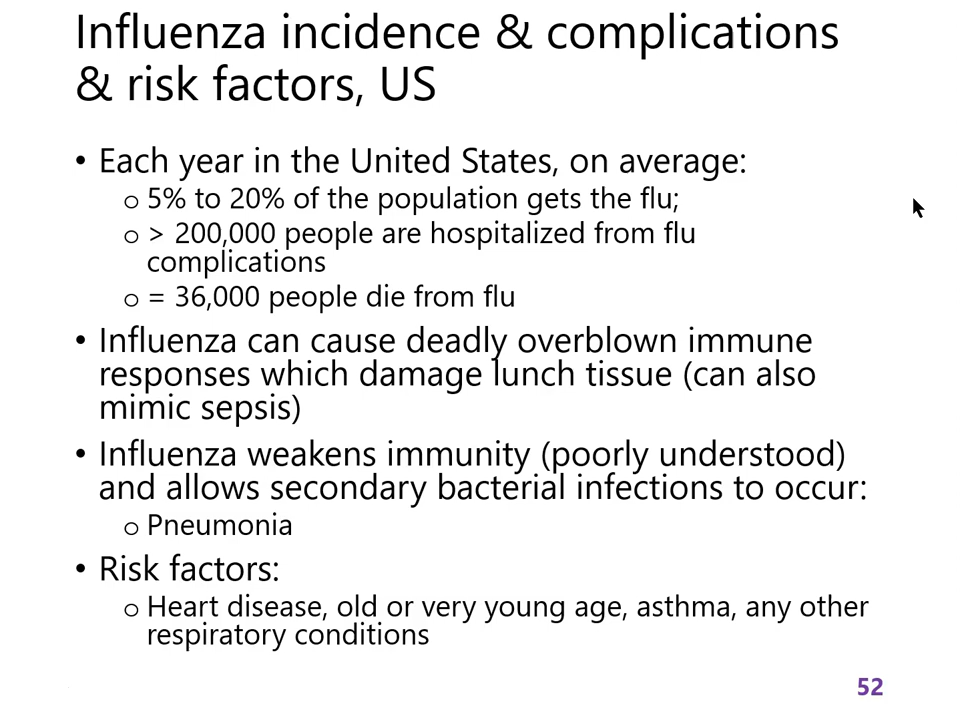 Influenza incidence & complications
& risk factors, US
• Each year in the United States, on average:
o 5% to 20% of the population gets the flu;
o > 200,000 people are hospitalized from flu
complications
o = 36,000 people die from flu
• Influenza can cause deadly overblown immune
responses which damage lunch tissue (can also
mimic sepsis)
• Influenza weakens immunity (poorly understood)
and allows secondary bacterial infections to occur:
o Pneumonia
• Risk factors:
o Heart disease, old or very young age, asthma, any other
respiratory conditions
52